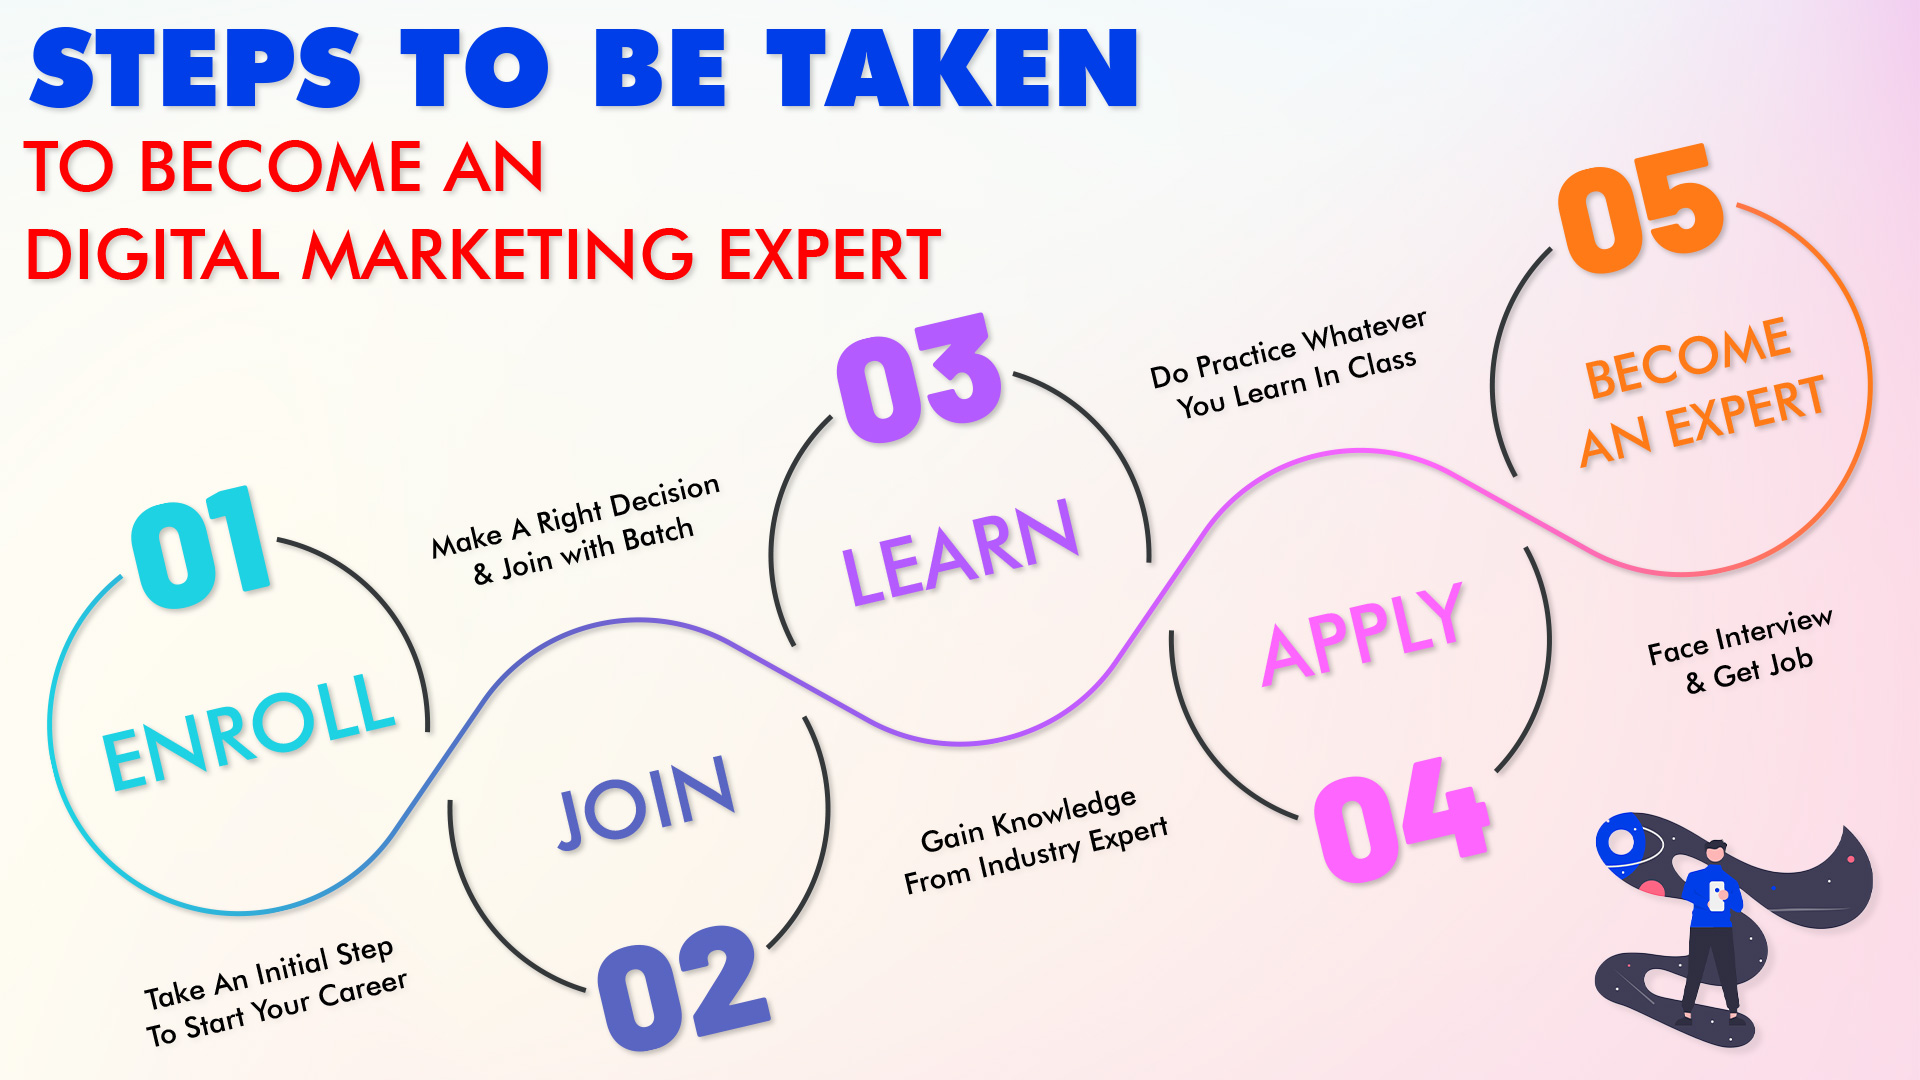 STEPS TO BE TAKEN
TO BECOME AN
DIGITAL MARKETING EXPERT
01
ENROLL
Take An Initial Step
To Start Your Career
Make A Right Decision
& Join with Batch
JOIN
02
03
LEARN
Gain Knowledge
From Industry Expert
Do Practice Whatever
You Learn In Class
APPLY
04
05
BECOME
AN EXPERT
Face Interview
& Get Job